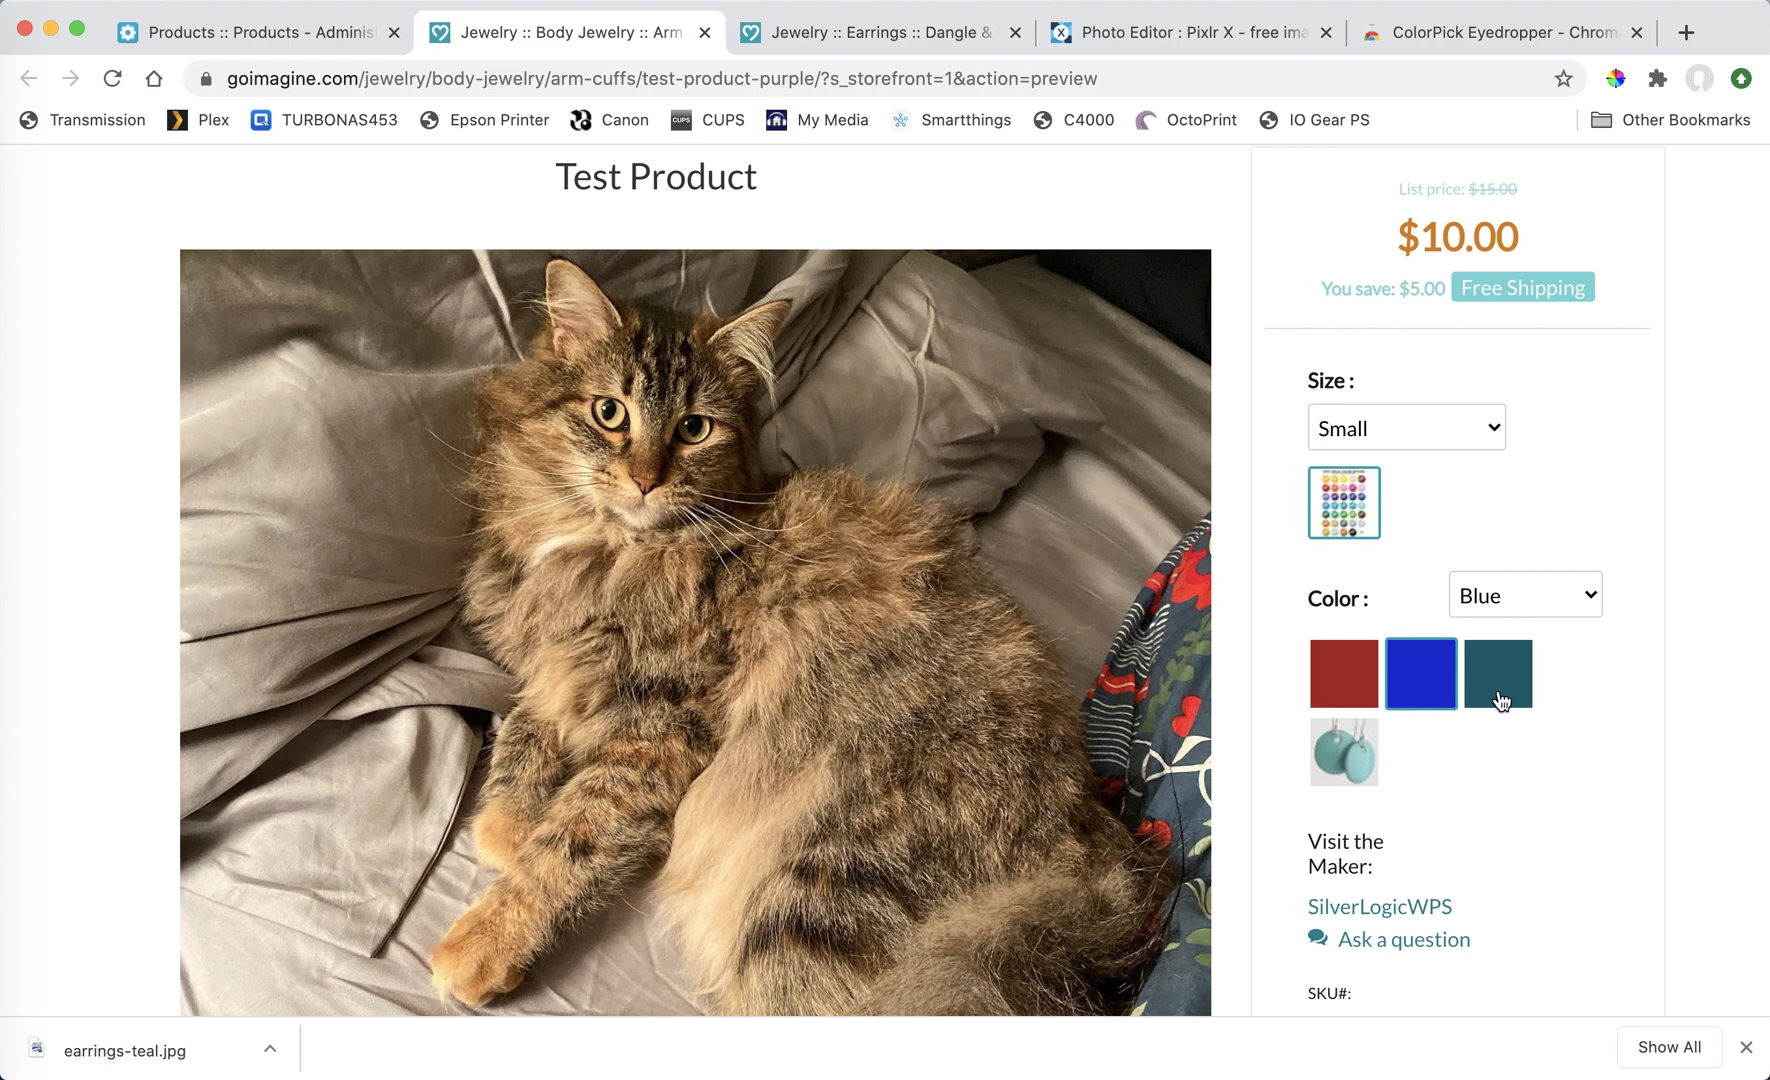 Products :: Products - Adminis
Jewelry :: Body Jewelry :: Arm
Jewelry :: Earrings :: Dangle &
Photo Editor : Pixlr X - free ima
ColorPick Eyedropper - Chrom
goimagine.com/jewelry/body-jewelry/arm-cuffs/test-product-purple/?s_storefront=1&action=preview
Transmission
Plex
TURBONAS453
Epson Printer
Canon
CUPS
CUPS
My Media
Smartthings
C4000
OctoPrint
IO Gear PS
Other Bookmarks
Test Product
List price: $15.00
$10.00
You save: $5.00 Free Shipping
Size :
Small
Color :
Blue
Visit the
Maker:
SilverLogicWPS
Ask a question
SKU#:
earrings-teal.jpg
Show All